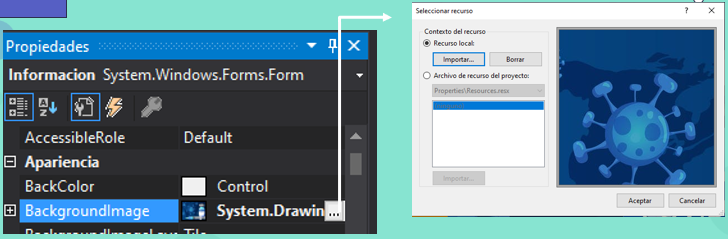 Propiedades
Informacion System.Windows.Forms.Form
AccessibleRole Default
Apariencia
BackColor Control
BackgroundImage System.Drawin ...
Seleccionar recurso
Contexto del recurso
Recurso local:
Importar... Borrar
Archivo de recurso del proyecto:
Properties\Resources.resx
Importar...
Aceptar Cancelar